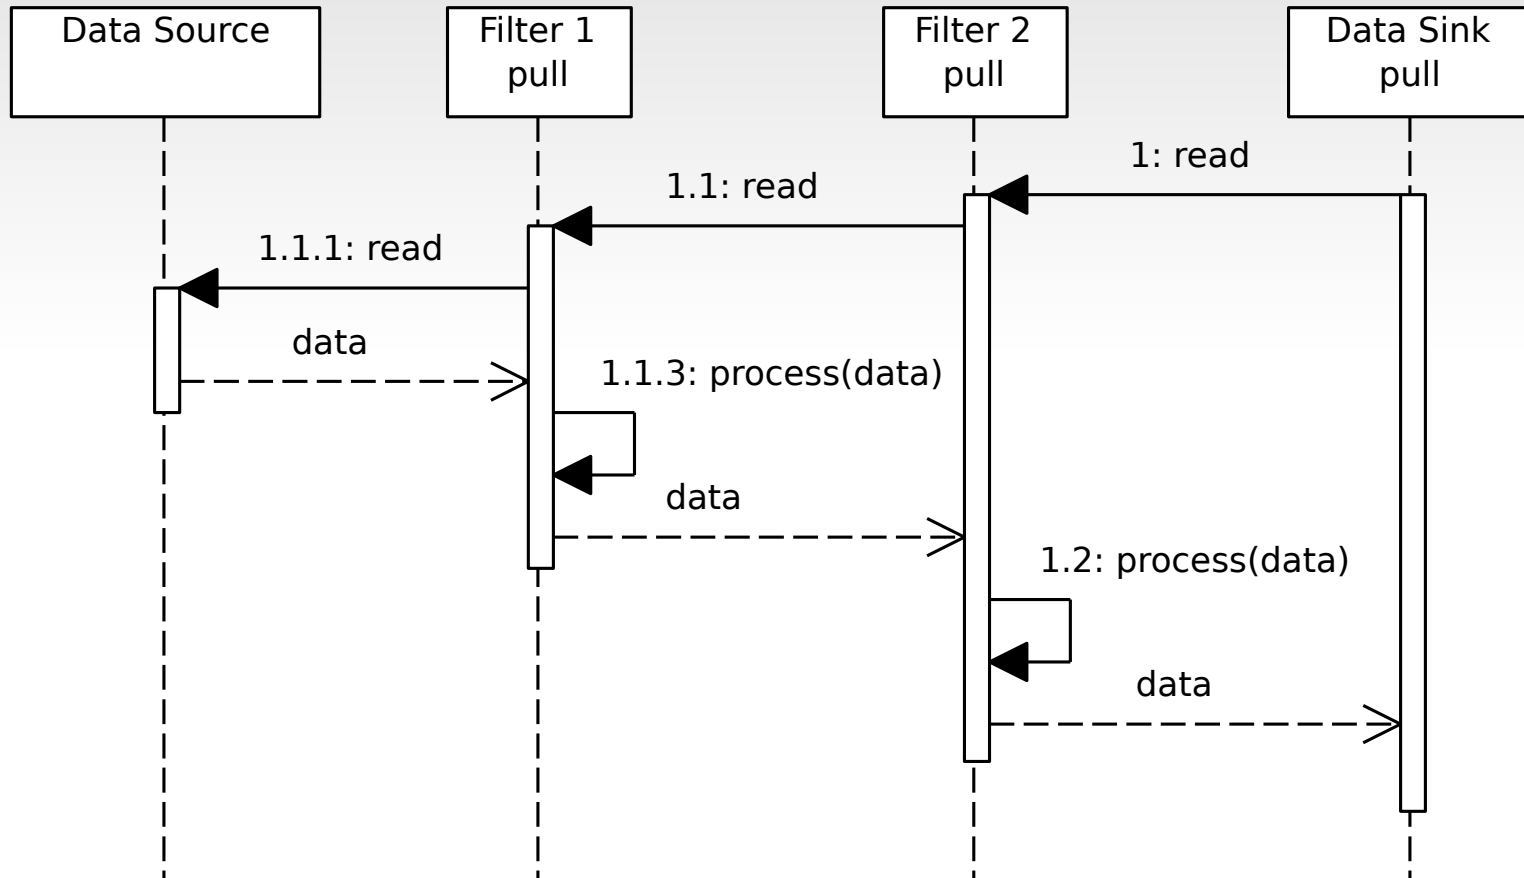 Data Source
Filter 1
pull
Filter 2
pull
Data Sink
pull
1: read
1.1: read
1.1.1: read
data
1.1.3: process(data)
data
1.2: process(data)
data